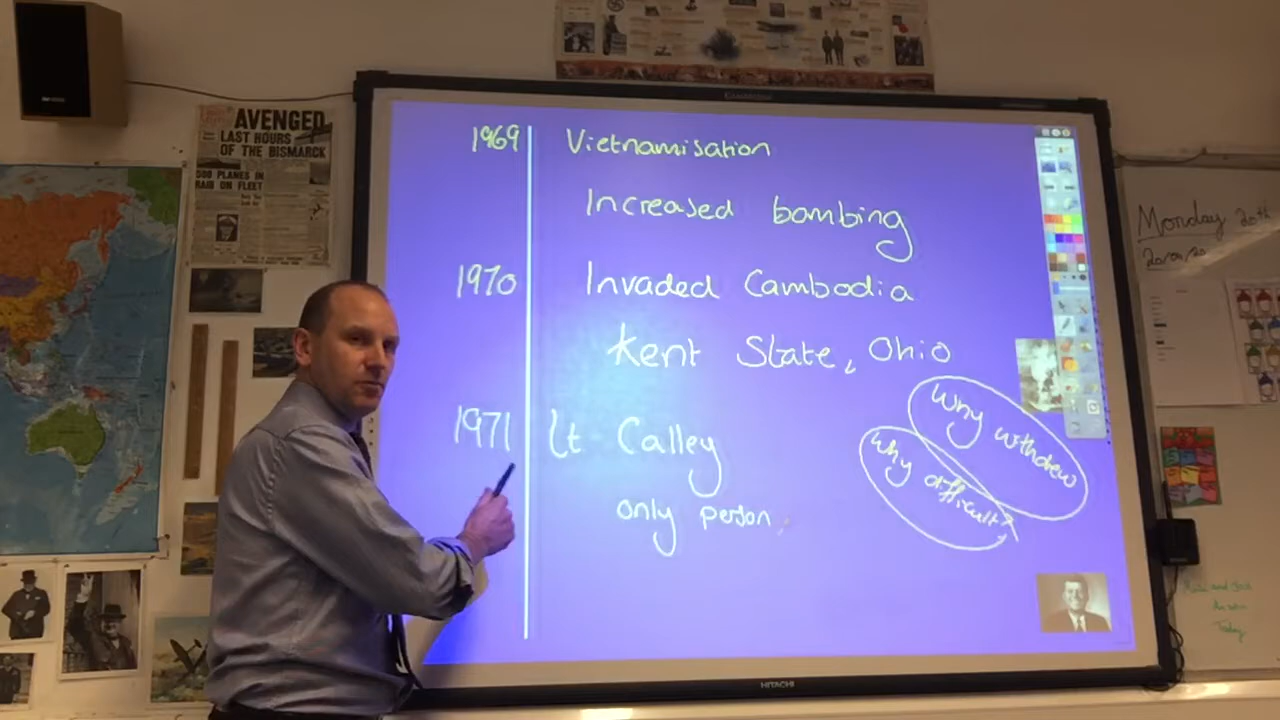 AVENGED
LAST HOURS
OF THE BISMARCK
PLANES IN
RAID ON FLEET
1969 Vietnamisation
Increased bombing
1970 Invaded Cambodia
Kent State, Ohio
1971 Lt Calley
only person
Why withdrew
Why difficult?
HITACHI
Monday 20th
Today